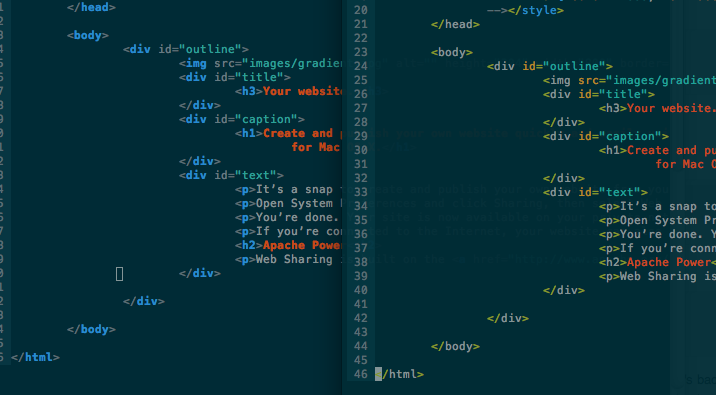 </head>
<body>
<div id="outline">
<img src="images/gradient
<div id="title">
<h3>Your website
</div>
<div id="caption">
<h1>Create and p
for Mac
</div>
<div id="text">
<p>It’s a snap to
<p>Open System
<p>You’re done.
<p>If you’re con
<h2>Apache Power
<p>Web Sharing i
</div>
</div>
</body>
</html>
20 --></style>
21 </head>
22
23 <body>
24 <div id="outline">
25 <img src="images/gradient
26 <div id="title">
27 <h3>Your website.
28 </div>
29 <div id="caption">
30 <h1>Create and pu
31 for Mac O
32 </div>
33 <div id="text">
34 <p>It’s a snap to
35 <p>Open System Pr
36 <p>You’re done. Y
37 <p>If you’re conn
38 <h2>Apache Power<
39 <p>Web Sharing is
40 </div>
41
42 </div>
43
44 </body>
45
46 </html>